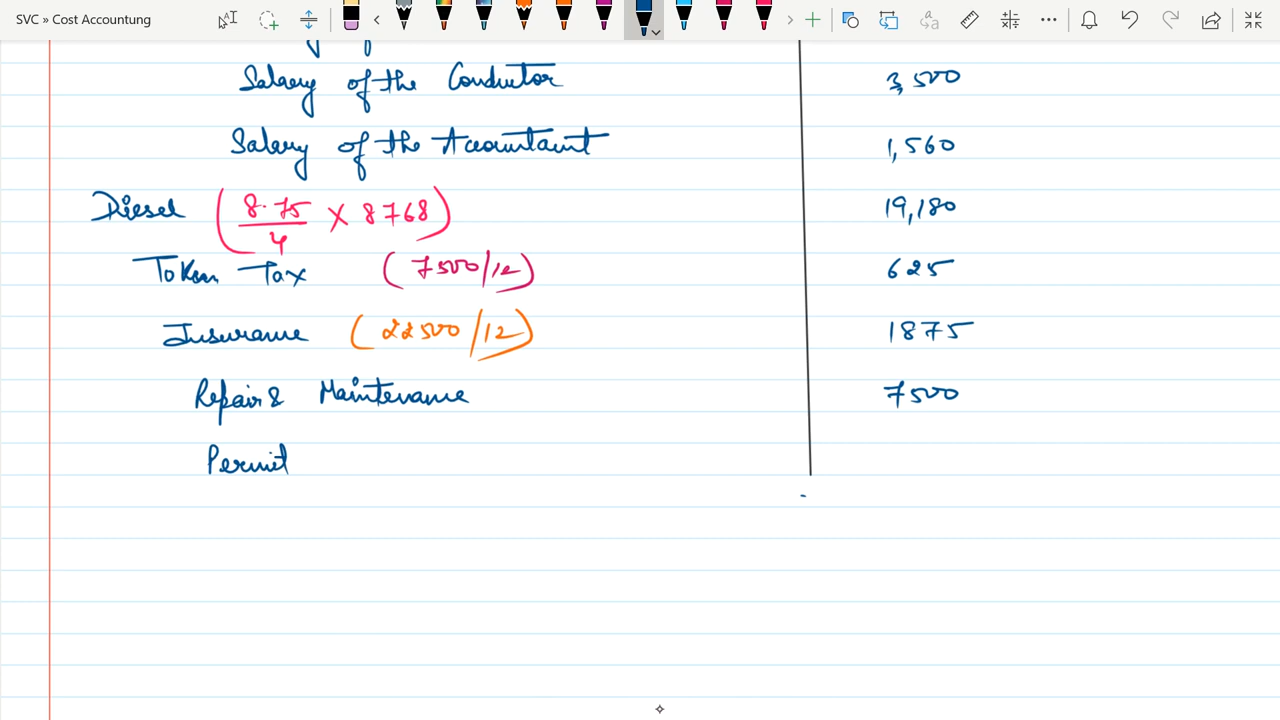 SVC » Cost Accountung
Salary of the Conductor 3,500
Salary of the Accountant 1,560
Diesel (8.75/4 X 8768) 19,180
Token Tax (7500/12) 625
Insurance (22500/12) 1875
Repair & Maintenance 7500
Permit